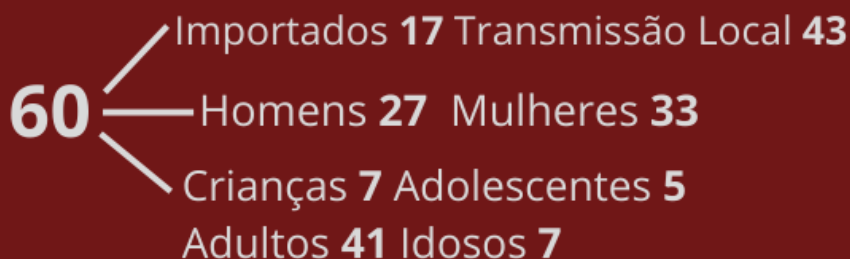 Importados 17 Transmissão Local 43
60
Homens 27 Mulheres 33
Crianças 7 Adolescentes 5
Adultos 41 Idosos 7